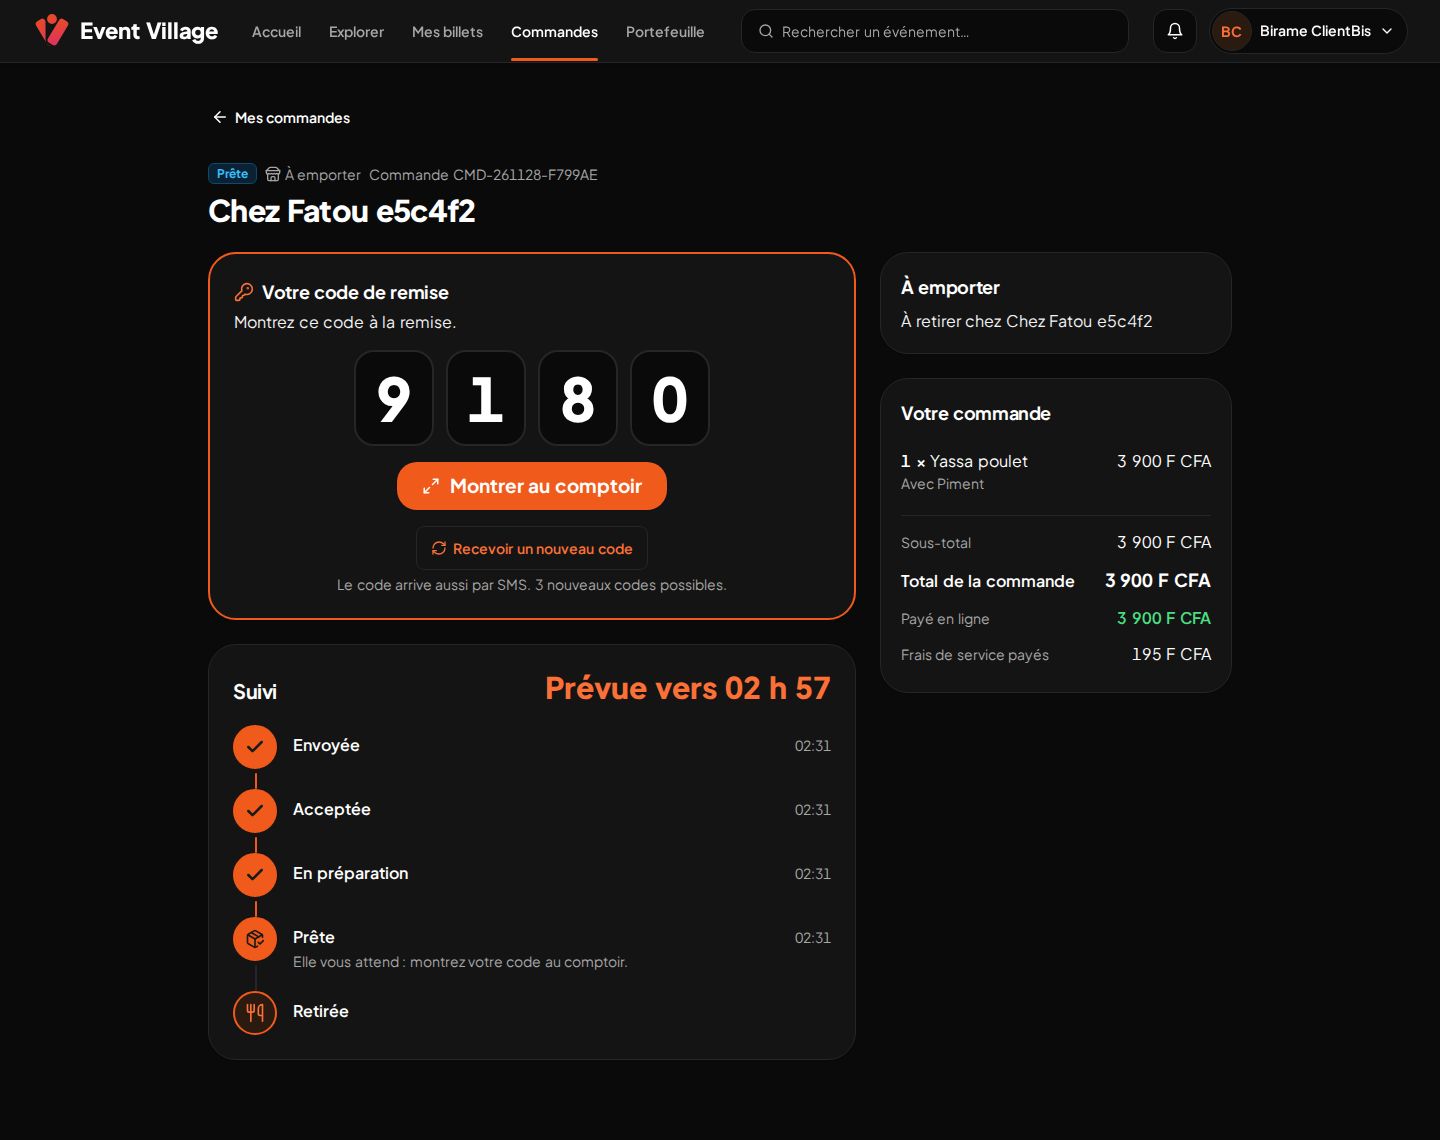 Event Village
Accueil
Explorer
Mes billets
Commandes
Portefeuille
Rechercher un événement…
BC
Birame ClientBis
Mes commandes
Prête
À emporter
Commande CMD-261128-F799AE
Chez Fatou e5c4f2
Votre code de remise
Montrez ce code à la remise.
9 1 8 0
Montrer au comptoir
Recevoir un nouveau code
Le code arrive aussi par SMS. 3 nouveaux codes possibles.
Suivi
Prévue vers 02 h 57
Envoyée 02:31
Acceptée 02:31
En préparation 02:31
Prête 02:31
Elle vous attend : montrez votre code au comptoir.
Retirée
À emporter
À retirer chez Chez Fatou e5c4f2
Votre commande
1 × Yassa poulet 3 900 F CFA
Avec Piment
Sous-total 3 900 F CFA
Total de la commande 3 900 F CFA
Payé en ligne 3 900 F CFA
Frais de service payés 195 F CFA